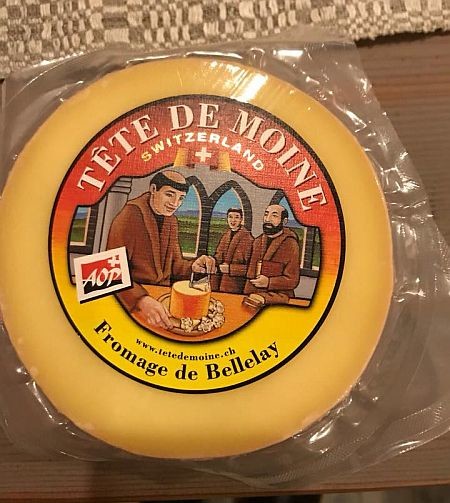 TÊTE DE MOINE
SWITZERLAND
AOP
www.tetedemoine.ch
Fromage de Bellelay